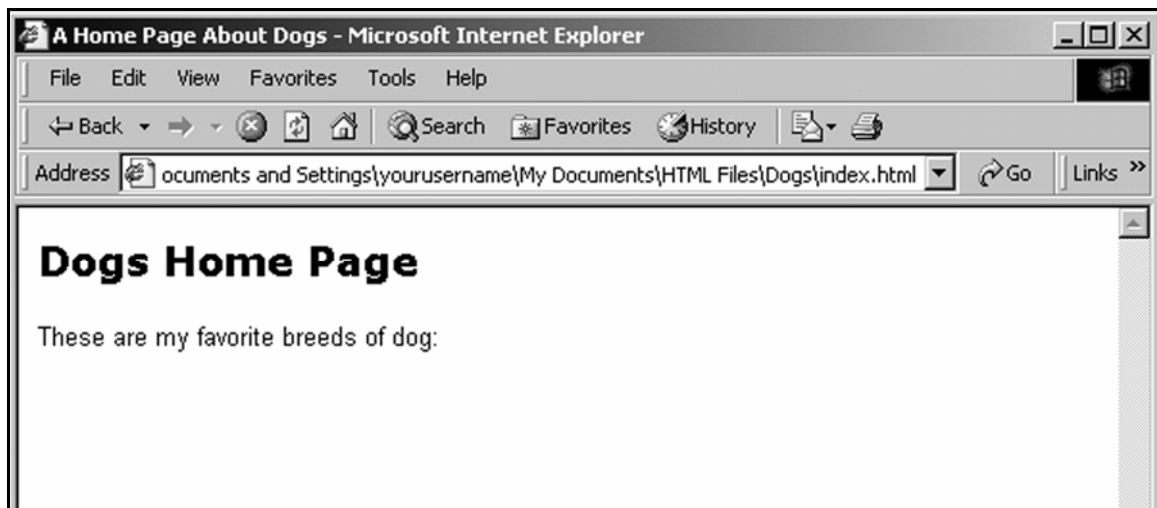 A Home Page About Dogs - Microsoft Internet Explorer
File Edit View Favorites Tools Help
Back Search Favorites History
Address ocuments and Settings\yourusername\My Documents\HTML Files\Dogs\index.html Go Links »
Dogs Home Page
These are my favorite breeds of dog: